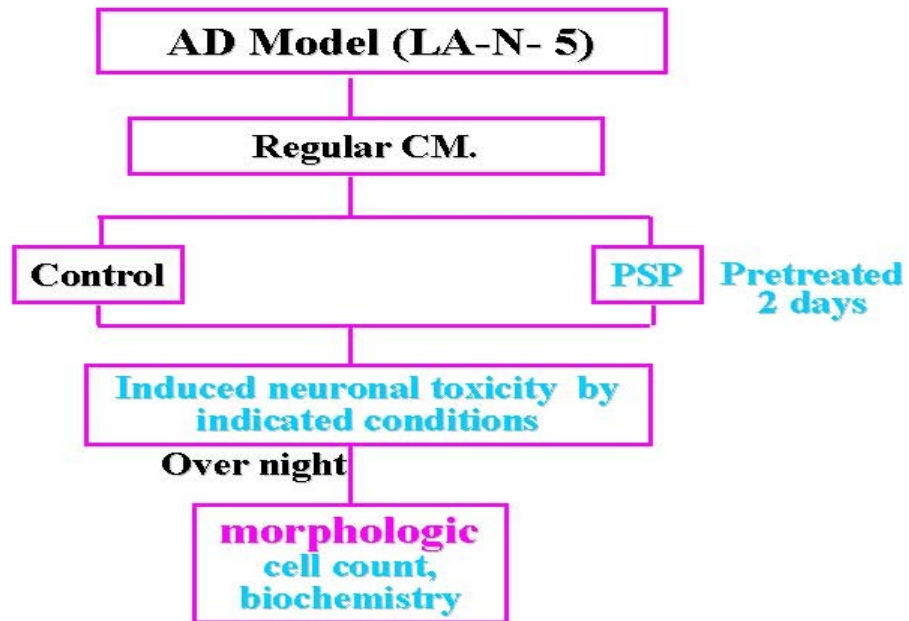 AD Model (LA-N- 5)
Regular CM.
Control
PSP
Pretreated
2 days
Induced neuronal toxicity by
indicated conditions
Over night
morphologic
cell count,
biochemistry